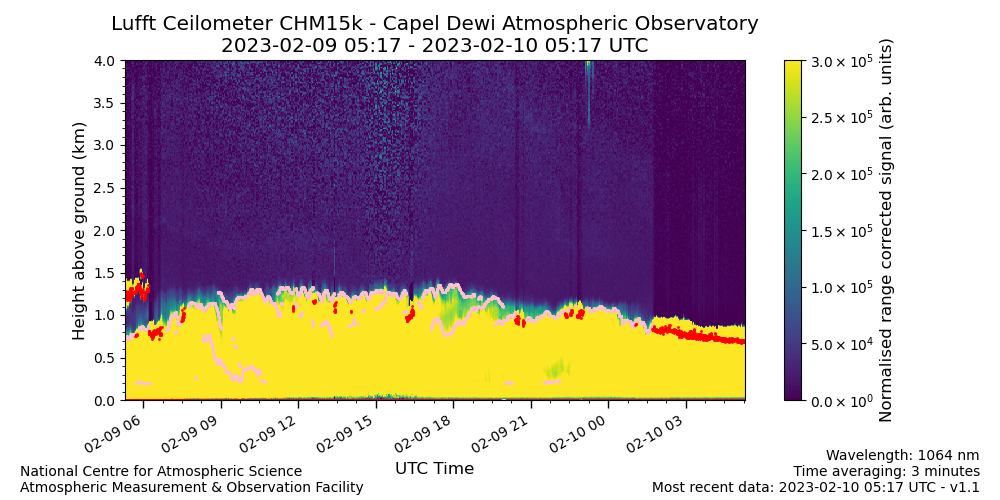 Lufft Ceilometer CHM15k - Capel Dewi Atmospheric Observatory
2023-02-09 05:17 - 2023-02-10 05:17 UTC
Height above ground (km)
4.0
3.5
3.0
2.5
2.0
1.5
1.0
0.5
0.0
02-09 06
02-09 09
02-09 12
02-09 15
02-09 18
02-09 21
02-10 00
02-10 03
UTC Time
3.0 × 10⁵
2.5 × 10⁵
2.0 × 10⁵
1.5 × 10⁵
1.0 × 10⁵
5.0 × 10⁴
0.0 × 10⁰
Normalised range corrected signal (arb. units)
National Centre for Atmospheric Science
Atmospheric Measurement & Observation Facility
Wavelength: 1064 nm
Time averaging: 3 minutes
Most recent data: 2023-02-10 05:17 UTC - v1.1